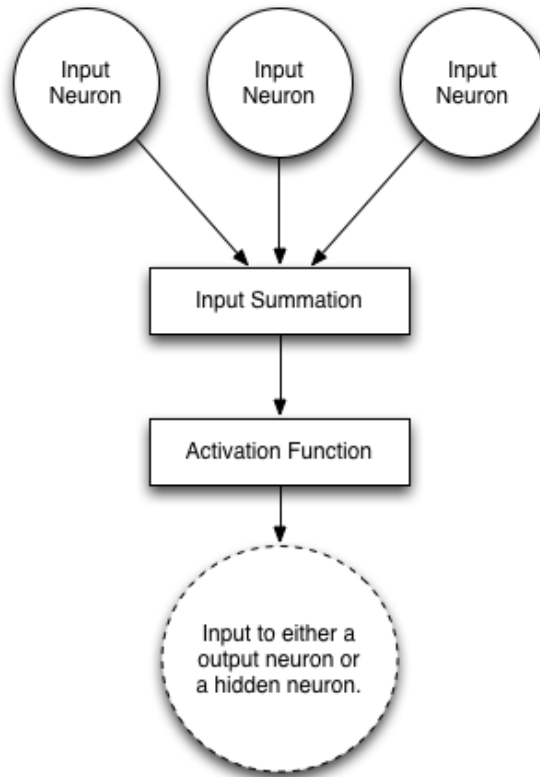 Input
Neuron
Input
Neuron
Input
Neuron
Input Summation
Activation Function
Input to either a
output neuron or
a hidden neuron.